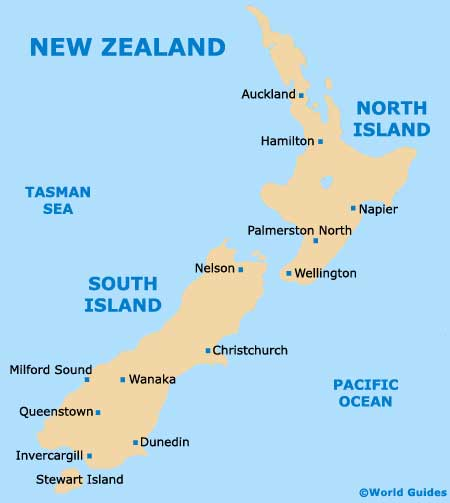 NEW ZEALAND
Auckland
NORTH
ISLAND
Hamilton
TASMAN
SEA
Napier
Palmerston North
Nelson
Wellington
SOUTH
ISLAND
Christchurch
Milford Sound
Wanaka
PACIFIC
OCEAN
Queenstown
Dunedin
Invercargill
Stewart Island
©World Guides